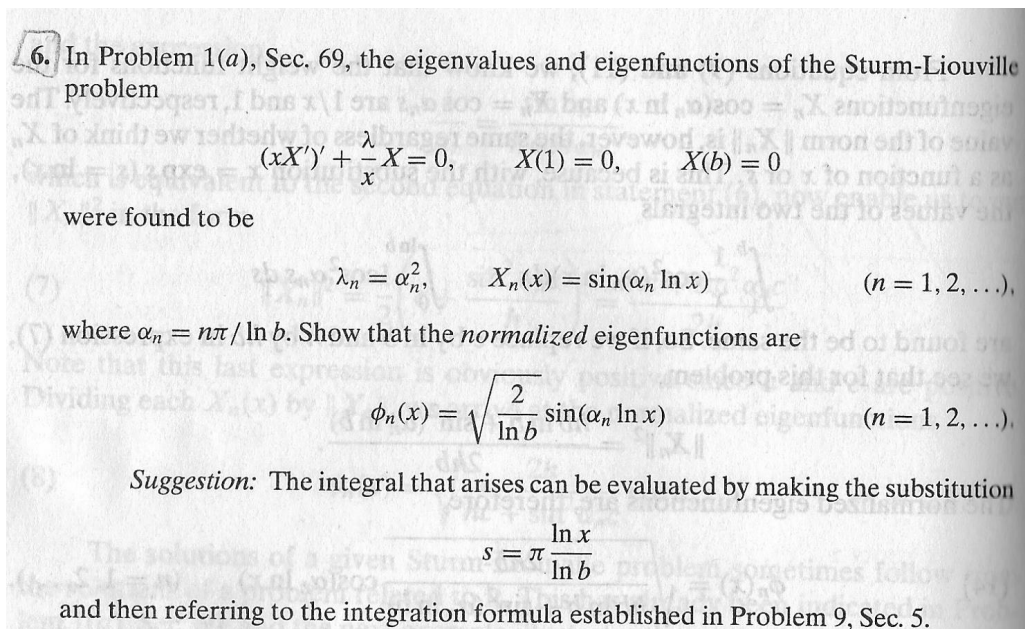 6. In Problem 1(a), Sec. 69, the eigenvalues and eigenfunctions of the Sturm-Liouville
problem
(xX′)′ + λ/x X = 0, X(1) = 0, X(b) = 0
were found to be
λₙ = αₙ², Xₙ(x) = sin(αₙ ln x) (n = 1, 2, . . .),
where αₙ = nπ/ ln b. Show that the normalized eigenfunctions are
ϕₙ(x) = √(2/ln b) sin(αₙ ln x) (n = 1, 2, . . .).
Suggestion: The integral that arises can be evaluated by making the substitution
s = π ln x/ln b
and then referring to the integration formula established in Problem 9, Sec. 5.